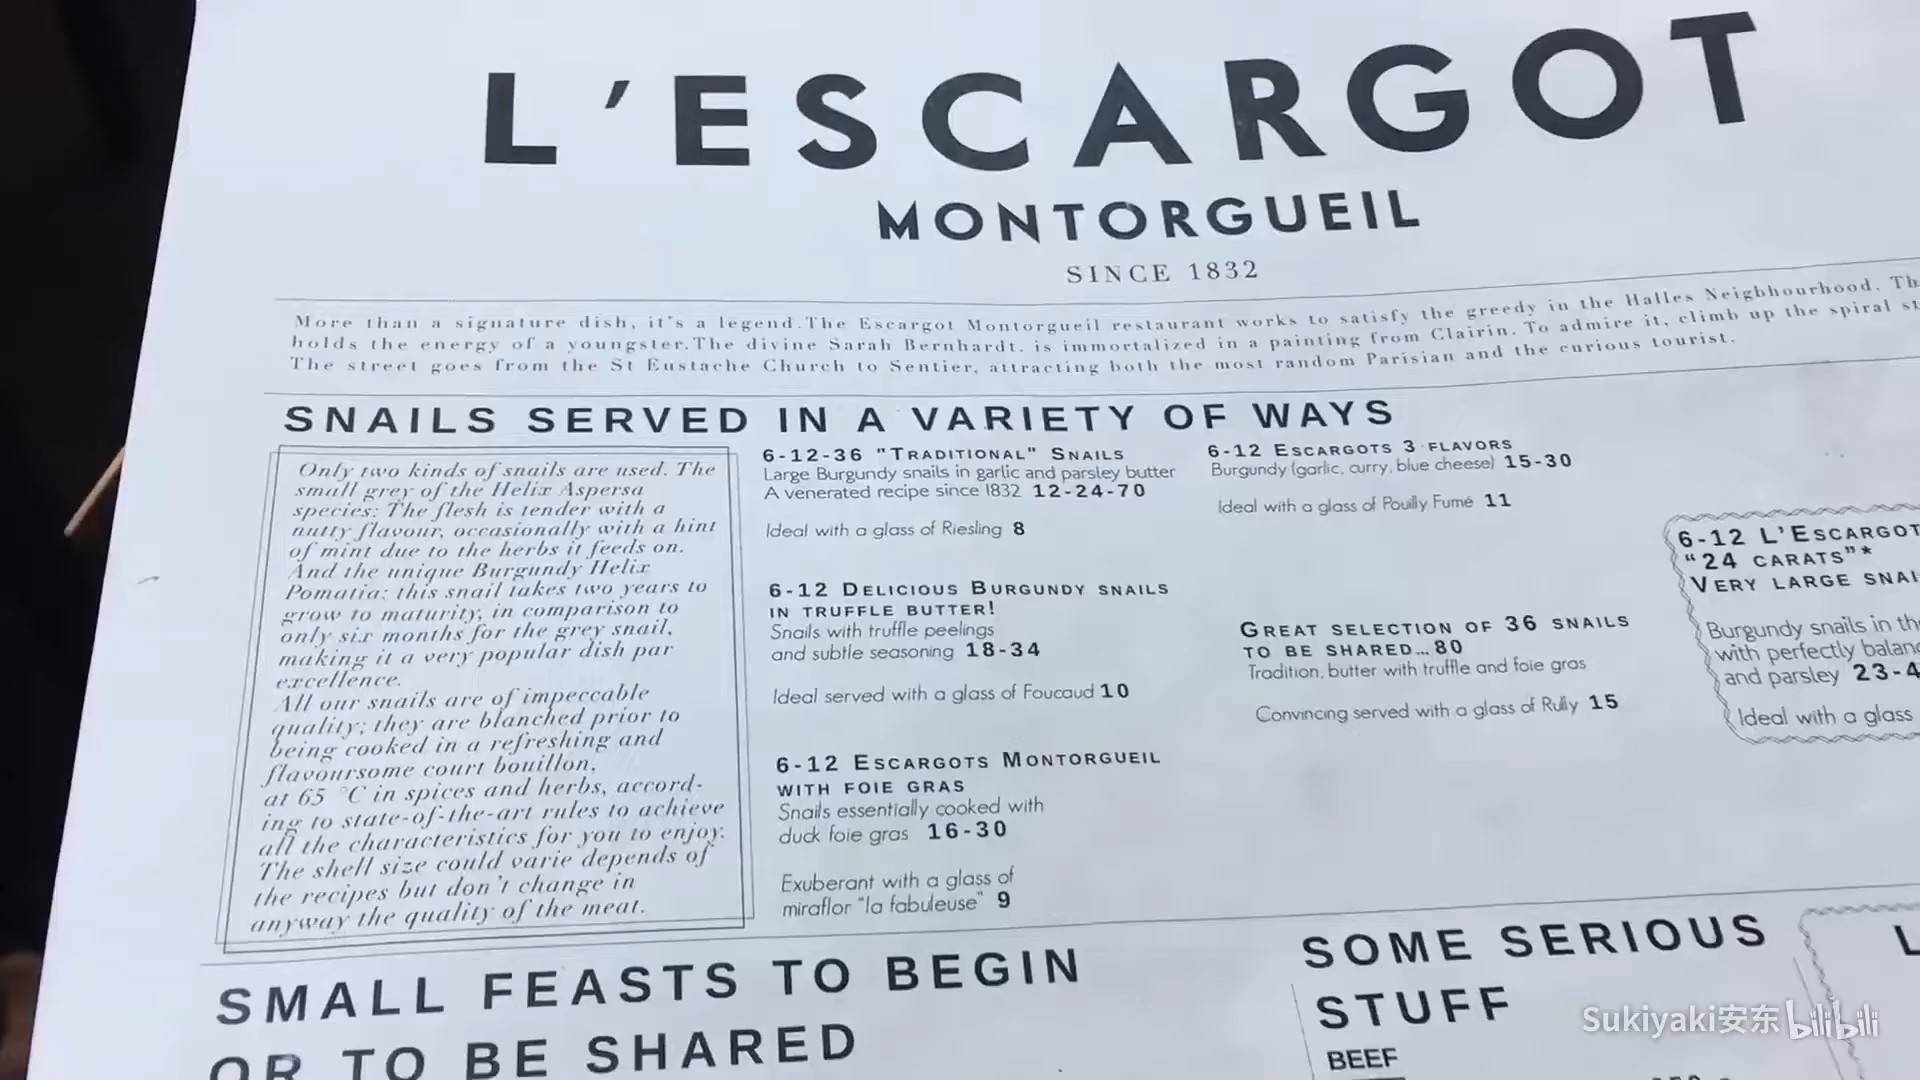 L'ESCARGOT
MONTORGUEIL
SINCE 1832
More than a signature dish, it's a legend.The Escargot Montorgueil restaurant works to satisfy the greedy in the Halles Neigbhourhood.
holds the energy of a youngster.The divine Sarah Bernhardt. is immortalized in a painting from Clairin. To admire it, climb up the spiral
The street goes from the St Eustache Church to Sentier, attracting both the most random Parisian and the curious tourist.
SNAILS SERVED IN A VARIETY OF WAYS
Only two kinds of snails are used. The
small grey of the Helix Aspersa
species: The flesh is tender with a
nutty flavour, occasionally with a hint
of mint due to the herbs it feeds on.
And the unique Burgundy Helix
Pomatia: this snail takes two years to
grow to maturity, in comparison to
only six months for the grey snail,
making it a very popular dish par
excellence.
All our snails are of impeccable
quality; they are blanched prior to
being cooked in a refreshing and
flavoursome court bouillon,
at 65 °C in spices and herbs, accord-
ing to state-of-the-art rules to achieve
all the characteristics for you to enjoy.
The shell size could varie depends of
the recipes but don't change in
anyway the quality of the meat.
6-12-36 "TRADITIONAL" SNAILS
Large Burgundy snails in garlic and parsley butter
A venerated recipe since 1832 12-24-70
Ideal with a glass of Riesling 8
6-12 DELICIOUS BURGUNDY SNAILS
IN TRUFFLE BUTTER!
Snails with truffle peelings
and subtle seasoning 18-34
Ideal served with a glass of Foucaud 10
6-12 ESCARGOTS MONTORGUEIL
WITH FOIE GRAS
Snails essentially cooked with
duck foie gras 16-30
Exuberant with a glass of
miraflor "la fabuleuse" 9
6-12 ESCARGOTS 3 FLAVORS
Burgundy (garlic, curry, blue cheese) 15-30
Ideal with a glass of Pouilly Fumé 11
GREAT SELECTION OF 36 SNAILS
TO BE SHARED... 80
Tradition, butter with truffle and foie gras
Convincing served with a glass of Rully 15
6-12 L'ESCARGOT
"24 CARATS"*
VERY LARGE
Burgundy snails in
with perfectly
and parsley 23-
Ideal with a glass
SMALL FEASTS TO BEGIN
OR TO BE SHARED
SOME SERIOUS
STUFF
BEEF
Sukiyaki安东 bilibili